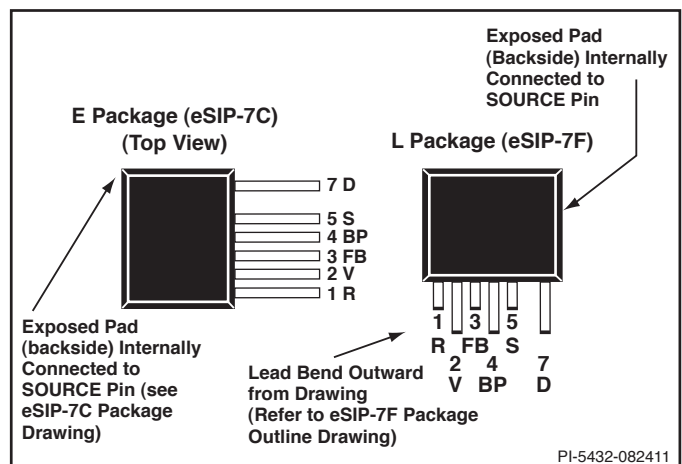 Exposed Pad
(Backside) Internally
Connected to
SOURCE Pin
E Package (eSIP-7C)
(Top View)
L Package (eSIP-7F)
7 D
5 S
4 BP
3 FB
2 V
1 R
Exposed Pad
(backside) Internally
Connected to
SOURCE Pin (see
eSIP-7C Package
Drawing)
1 3 5
R FB S
2 4 7
V BP D
Lead Bend Outward
from Drawing
(Refer to eSIP-7F Package
Outline Drawing)
PI-5432-082411